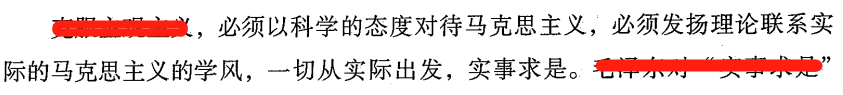 ，必须以科学的态度对待马克思主义，必须发扬理论联系实
际的马克思主义的学风，一切从实际出发，实事求是。”